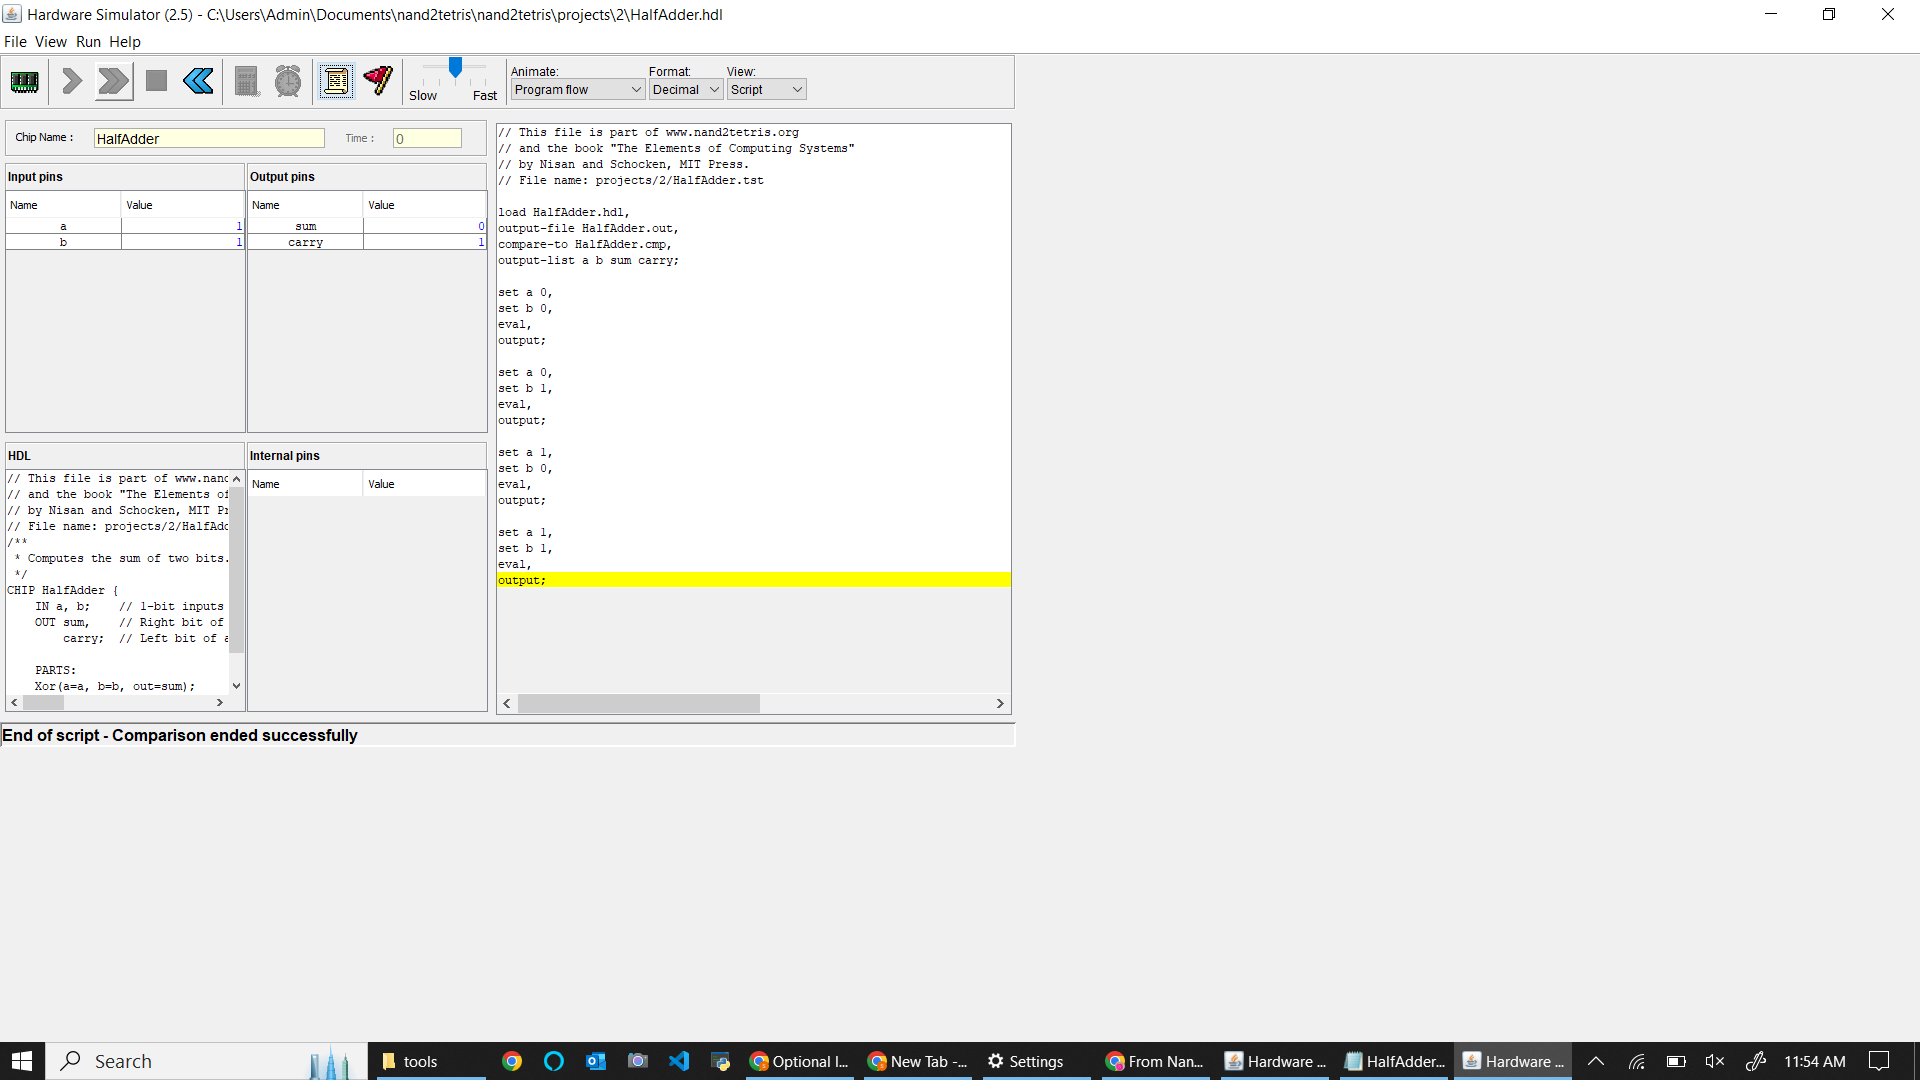 Hardware Simulator (2.5) - C:\Users\Admin\Documents\nand2tetris\nand2tetris\projects\2\HalfAdder.hdl
File View Run Help
Slow Fast
Animate: Format: View:
Program flow Decimal Script
Chip Name : HalfAdder Time : 0
Input pins
Name Value
a 1
b 1
Output pins
Name Value
sum 0
carry 1
HDL
// This file is part of www.nand
// and the book "The Elements of
// by Nisan and Schocken, MIT Pr
// File name: projects/2/HalfAdd
/**
* Computes the sum of two bits.
*/
CHIP HalfAdder {
IN a, b; // 1-bit inputs
OUT sum, // Right bit of
carry; // Left bit of a
PARTS:
Xor(a=a, b=b, out=sum);
Internal pins
Name Value
// This file is part of www.nand2tetris.org
// and the book "The Elements of Computing Systems"
// by Nisan and Schocken, MIT Press.
// File name: projects/2/HalfAdder.tst
load HalfAdder.hdl,
output-file HalfAdder.out,
compare-to HalfAdder.cmp,
output-list a b sum carry;
set a 0,
set b 0,
eval,
output;
set a 0,
set b 1,
eval,
output;
set a 1,
set b 0,
eval,
output;
set a 1,
set b 1,
eval,
output;
End of script - Comparison ended successfully
Search tools Optional I... New Tab -... Settings From Nan... Hardware ... HalfAdder... Hardware ... 11:54 AM